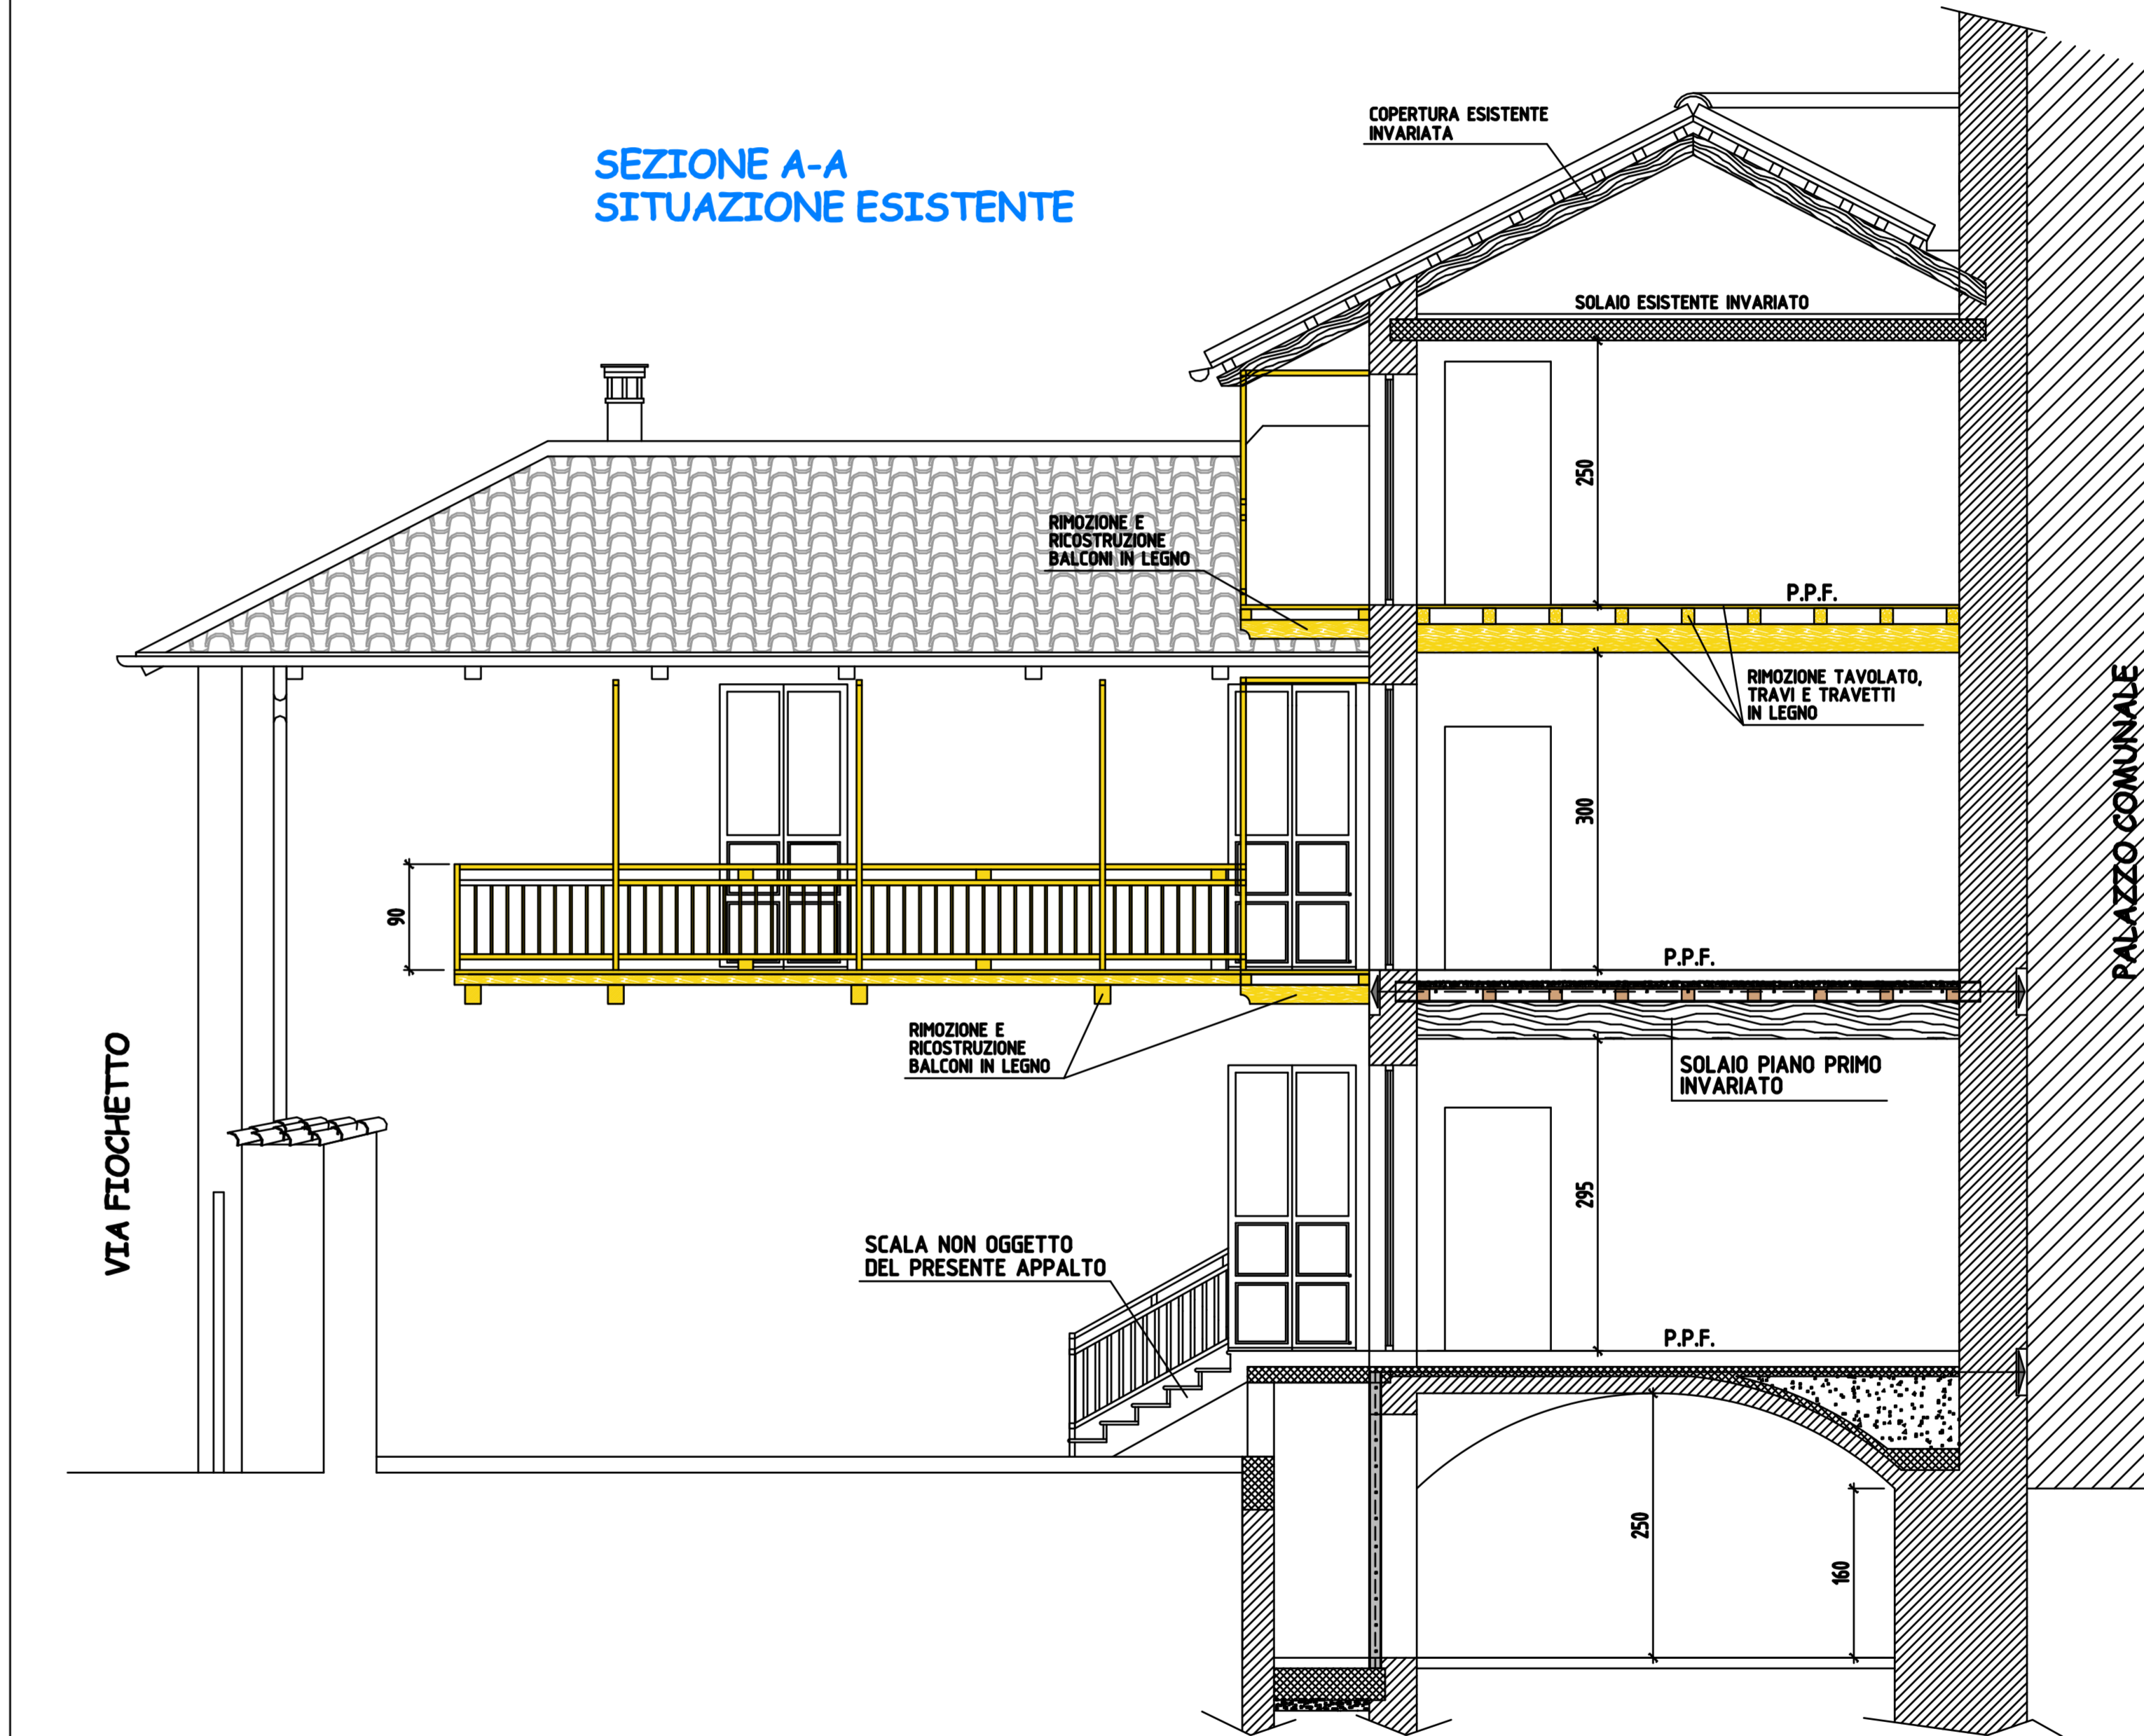 SEZIONE A-A
SITUAZIONE ESISTENTE
COPERTURA ESISTENTE
INVARIATA
SOLAIO ESISTENTE INVARIATO
250
RIMOZIONE E
RICOSTRUZIONE
BALCONI IN LEGNO
P.P.F.
RIMOZIONE TAVOLATO,
TRAVI E TRAVETTI
IN LEGNO
PALAZZO COMUNALE
300
90
P.P.F.
RIMOZIONE E
RICOSTRUZIONE
BALCONI IN LEGNO
SOLAIO PIANO PRIMO
INVARIATO
VIA FIOCHETTO
295
SCALA NON OGGETTO
DEL PRESENTE APPALTO
P.P.F.
250
160